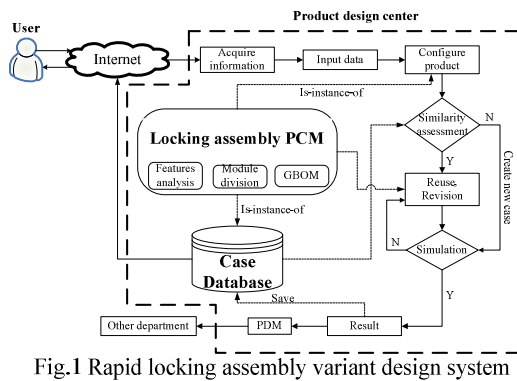 Product design center
User
Internet
Acquire
information
Input data
Configure
product
Is-instance-of
Locking assembly PCM
Features
analysis
Module
division
GBOM
Similarity
assessment
N
Y
Create new case
Reuse,
Revision
Is-instance-of
Case
Database
N
Simulation
Y
Save
Other department
PDM
Result
Fig.1 Rapid locking assembly variant design system